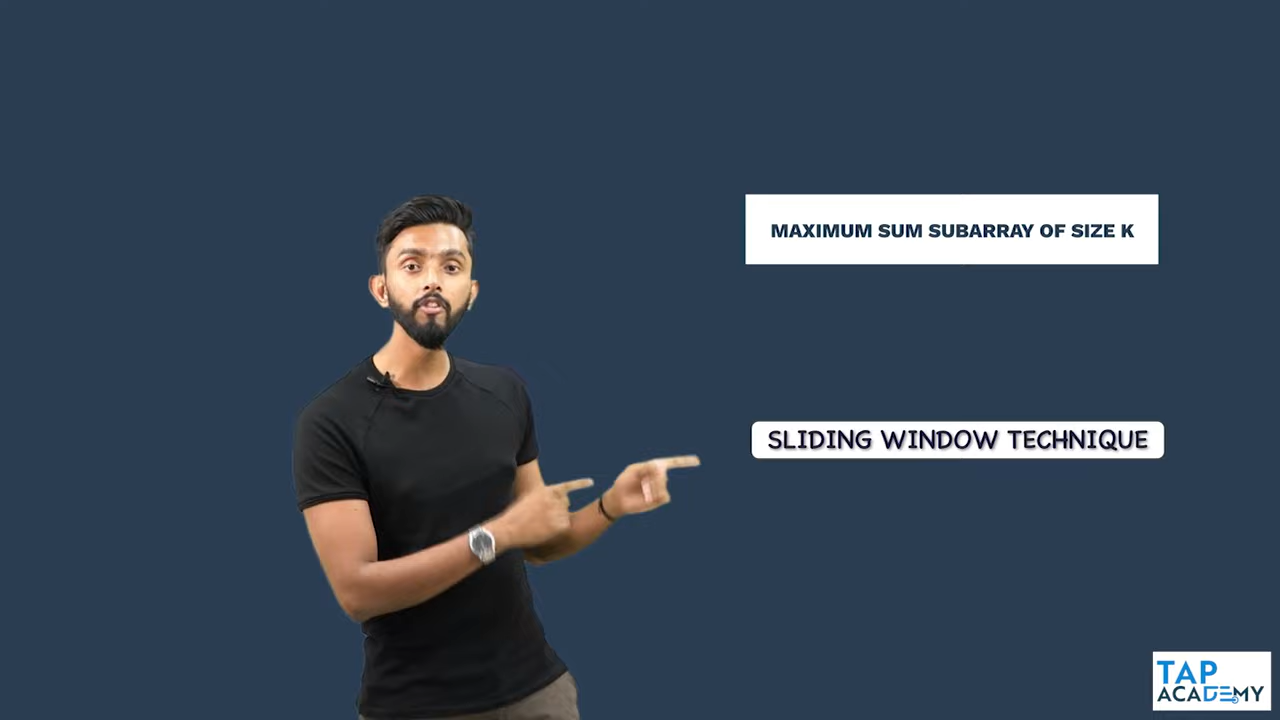 MAXIMUM SUM SUBARRAY OF SIZE K
SLIDING WINDOW TECHNIQUE
TAP
ACADEMY